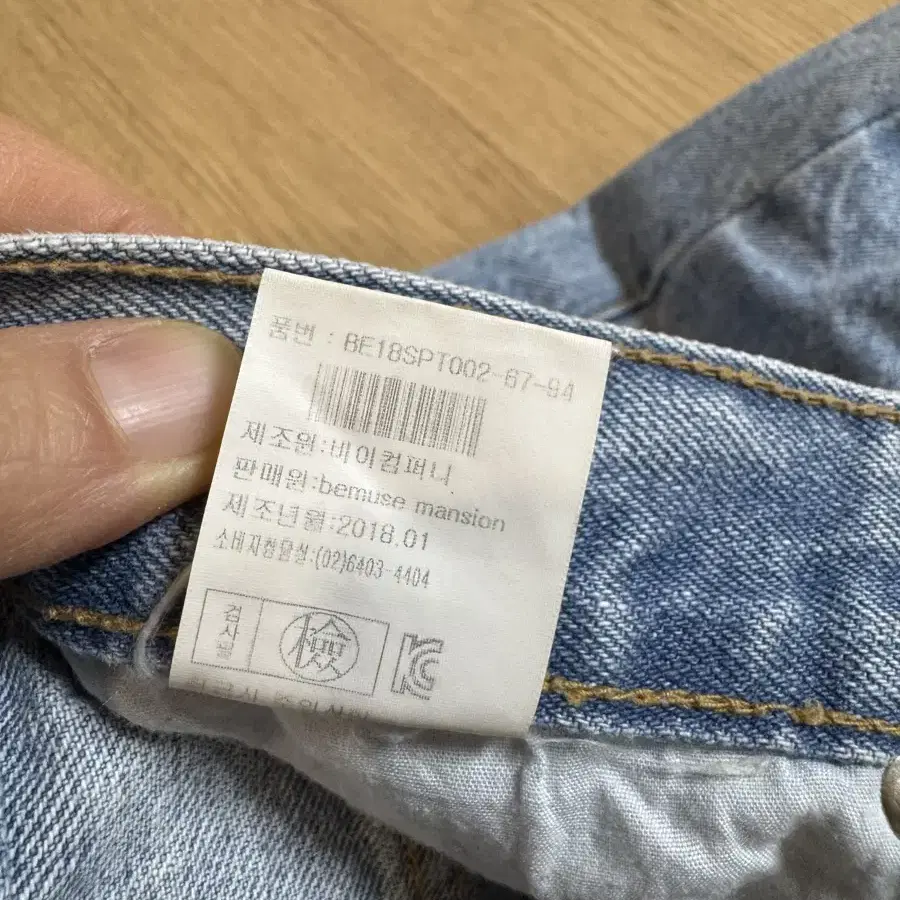 품번 : BE18SPT002-67-94
제조원:비이컴퍼니
판매원:bemuse mansion
제조년월:2018.01
소비자상담실:(02)6403-4404
검사필
檢